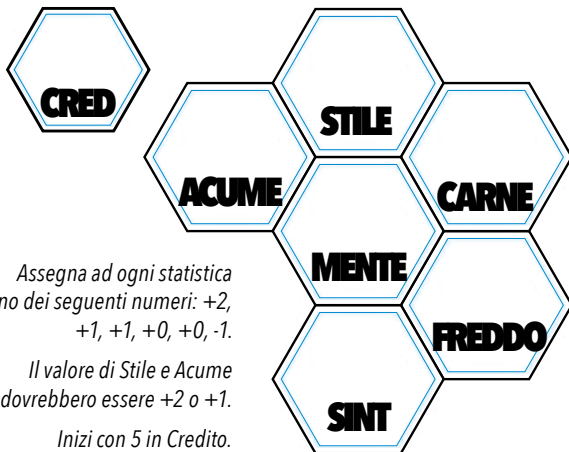 CRED
STILE
ACUME
CARNE
MENTE
FREDDO
SINT
Assegna ad ogni statistica
dei seguenti numeri: +2,
+1, +1, +0, +0, -1.
Il valore di Stile e Acume
dovrebbero essere +2 o +1.
Inizi con 5 in Credito.